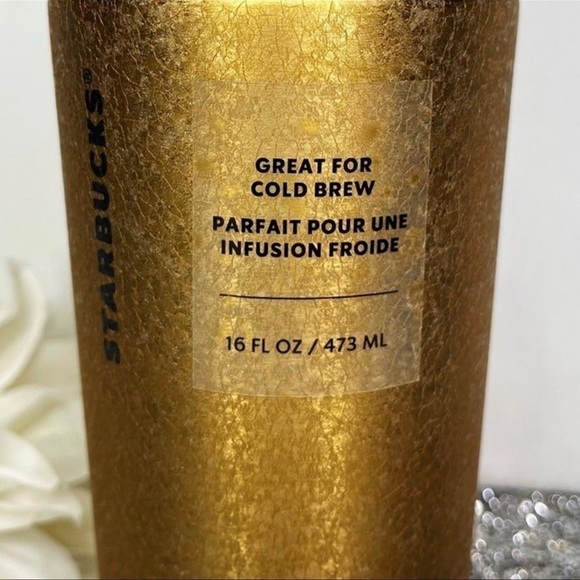 STARBUCKS®
GREAT FOR
COLD BREW
PARFAIT POUR UNE
INFUSION FROIDE
16 FL OZ / 473 ML